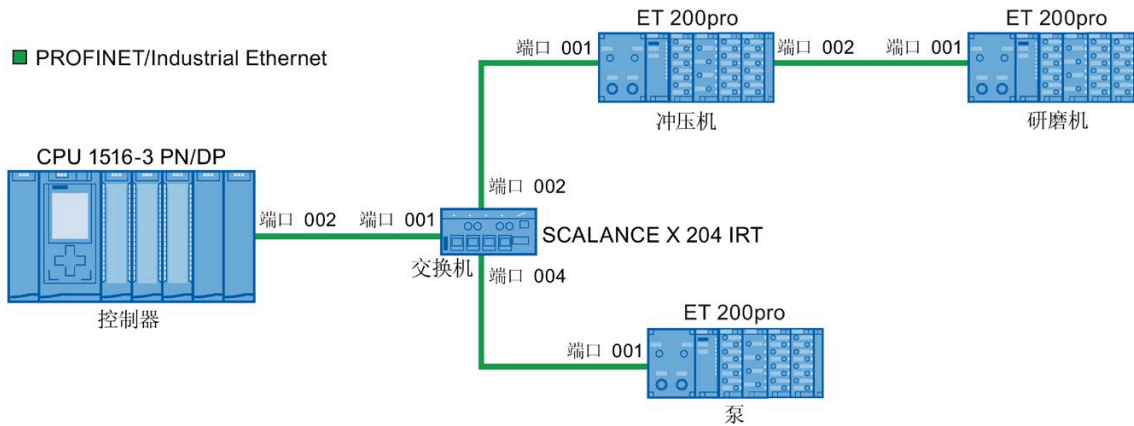 ET 200pro
ET 200pro
端口 001
端口 002
端口 001
PROFINET/Industrial Ethernet
冲压机
研磨机
CPU 1516-3 PN/DP
端口 002
端口 002
端口 001
SCALANCE X 204 IRT
交换机
端口 004
控制器
ET 200pro
端口 001
泵